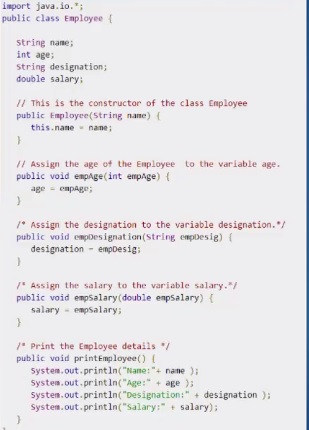 import java.io.*;
public class Employee {
String name;
int age;
String designation;
double salary;
// This is the constructor of the class Employee
public Employee(String name) {
this.name = name;
}
// Assign the age of the Employee  to the variable age.
public void empAge(int empAge) {
age = empAge;
}
/* Assign the designation to the variable designation.*/
public void empDesignation(String empDesig) {
designation = empDesig;
}
/* Assign the salary to the variable salary.*/
public void empSalary(double empSalary) {
salary = empSalary;
}
/* Print the Employee details */
public void printEmployee() {
System.out.println("Name:"+ name );
System.out.println("Age:" + age );
System.out.println("Designation:" + designation );
System.out.println("Salary:" + salary);
}
}